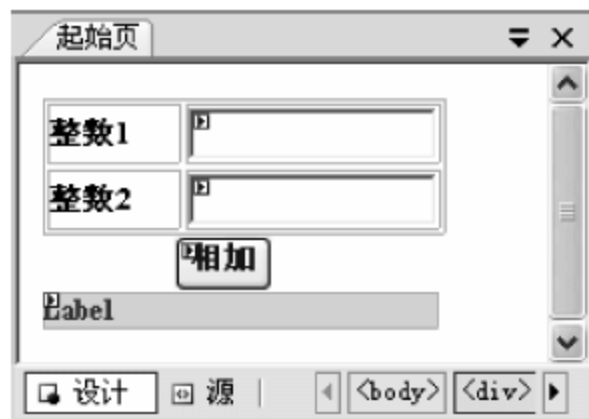 起始页
整数1
整数2
相加
Label
设计 源 <body> <div>